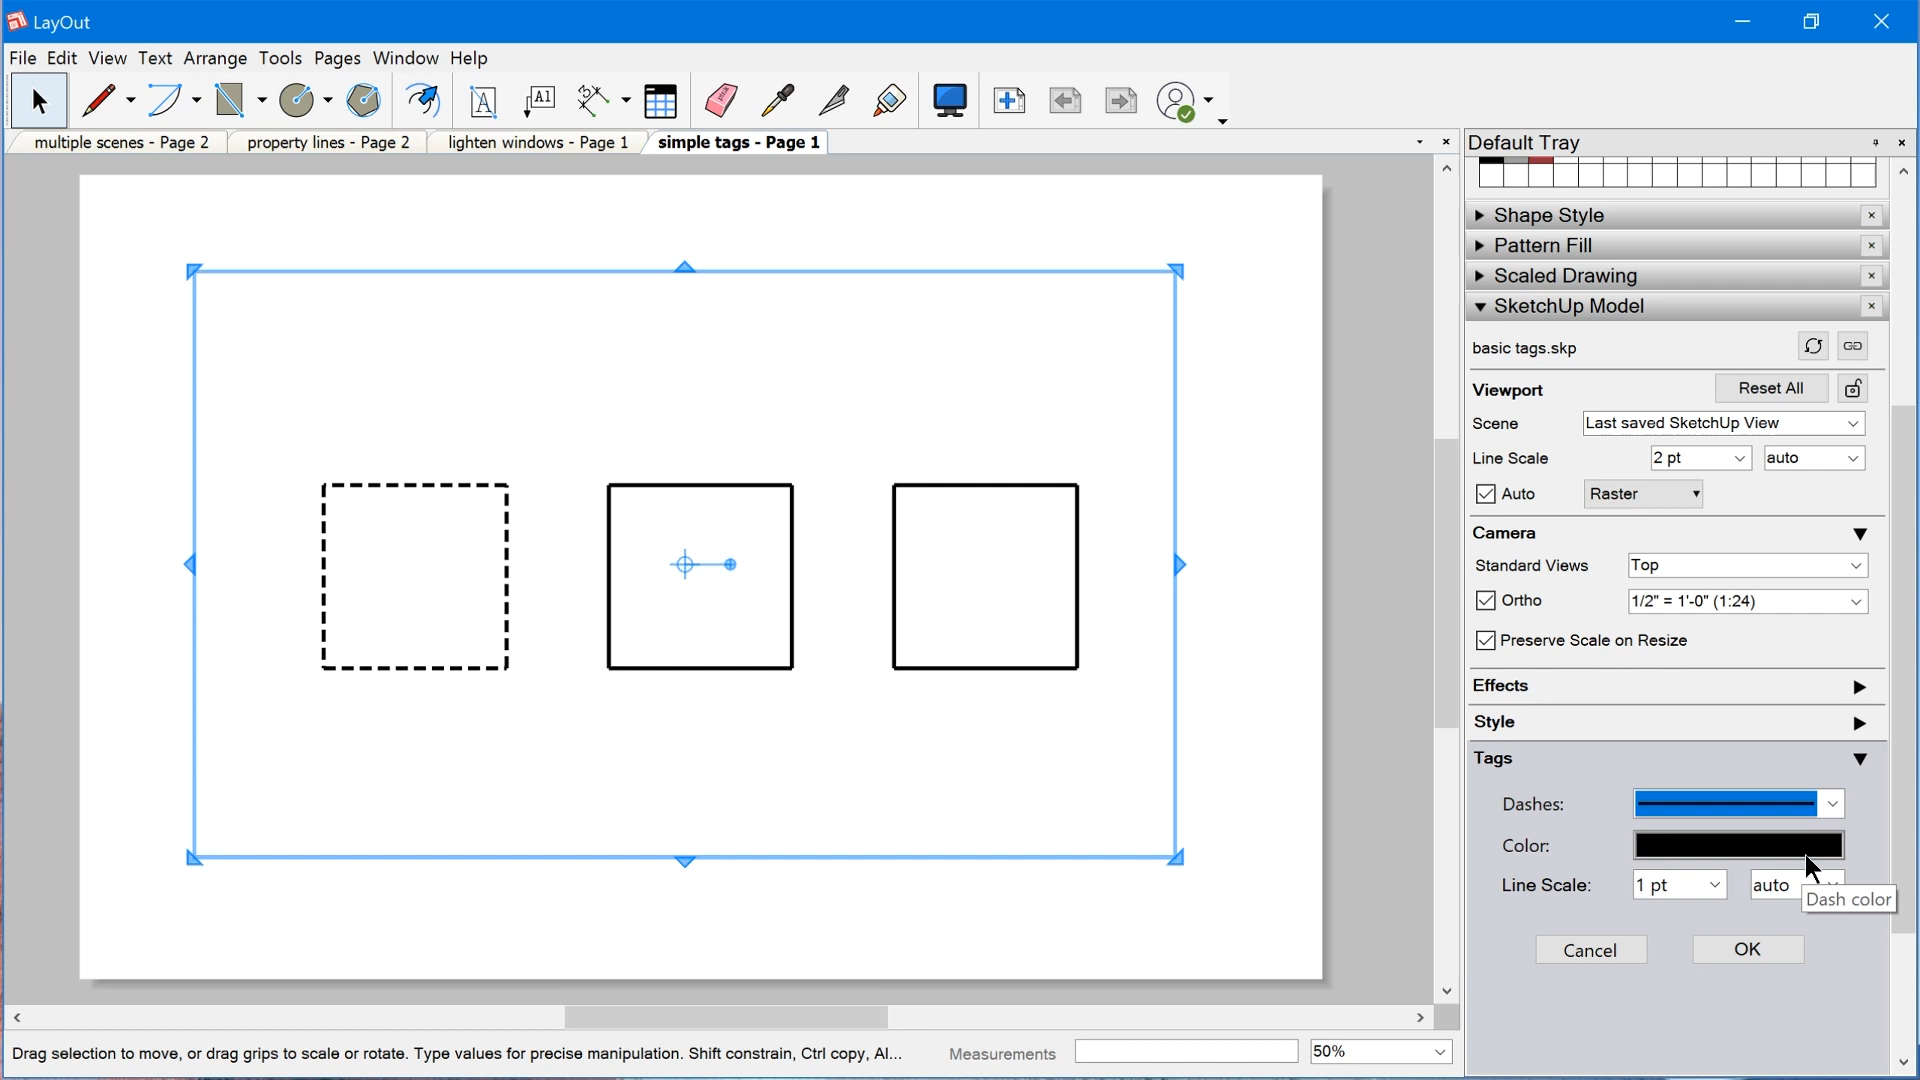 LayOut
File Edit View Text Arrange Tools Pages Window Help
A A1
multiple scenes - Page 2 property lines - Page 2 lighten windows - Page 1 simple tags - Page 1
Default Tray
Shape Style
Pattern Fill
Scaled Drawing
SketchUp Model
basic tags.skp
Viewport Reset All
Scene Last saved SketchUp View
Line Scale 2 pt auto
Auto Raster
Camera
Standard Views Top
Ortho 1/2" = 1'-0" (1:24)
Preserve Scale on Resize
Effects
Style
Tags
Dashes:
Color:
Line Scale: 1 pt auto
Dash color
Cancel OK
Drag selection to move, or drag grips to scale or rotate. Type values for precise manipulation. Shift constrain, Ctrl copy, Al... Measurements 50%